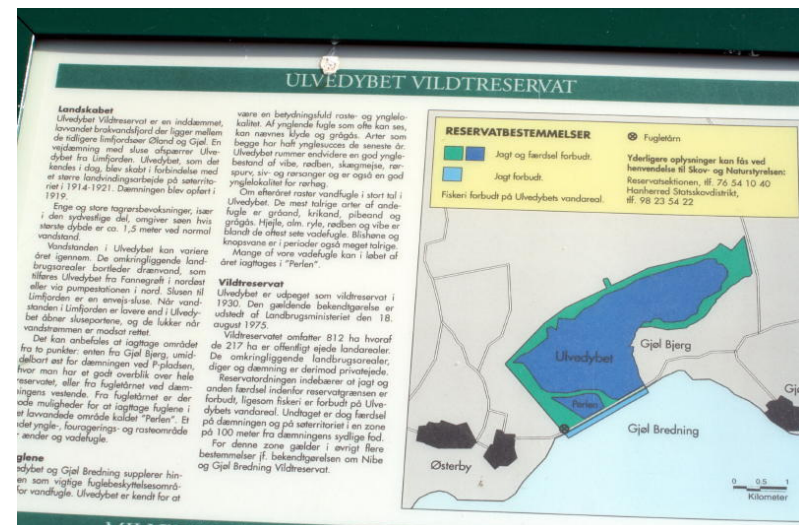 ULVEDYBET VILDTRESERVAT
Landskabet
Ulvedybet Vildtreservat er en inddæmmet,
lavvandet brakvandsfjord der ligger mellem
de tidligere limfjordsøer Øland og Gjøl. En
vejdæmning med sluse afspærrer Ulve-
dybet fra Limfjorden. Ulvedybet, som det
kendes i dag, blev skabt i forbindelse med
et større landvindingsarbejde på søterrito-
riet i 1914-1921. Dæmningen blev opført i
1919.
Enge og store tagrørsbevoksninger, især
i den sydvestlige del, omgiver søen hvis
største dybde er ca. 1,5 meter ved normal
vandstand.
Vandstanden i Ulvedybet kan variere
året igennem. De omkringliggende land-
brugsarealer bortleder drænvand, som
tilføres Ulvedybet fra Fannegrøft i nordøst
eller via pumpestationen i nord. Slusen til
Limfjorden er en envejs-sluse. Når vand-
standen i Limfjorden er lavere end i Ulvedy-
bet åbner sluseportene, og de lukker når
vandstrømmen er modsat rettet.
Det kan anbefales at iagttage området
fra to punkter: enten fra Gjøl Bjerg, umid-
delbart øst for dæmningen ved P-pladsen,
hvor man har et godt overblik over hele
reservatet, eller fra fugletårnet ved dæm-
ningens vestende. Fra fugletårnet er der
ode muligheder for at iagttage fuglene i
et lavvandede område kaldet "Perlen". Et
ndet yngle-, fouragerings- og rasteområde
ænder og vadefugle.
glene
edybet og Gjøl Bredning supplerer hin-
en som vigtige fuglebeskyttelsesområ-
for vandfugle. Ulvedybet er kendt for at
være en betydningsfuld raste- og ynglelo-
kalitet. Af ynglende fugle som ofte kan ses,
kan nævnes klyde og grågås. Arter som
begge har haft ynglesucces de seneste år.
Ulvedybet rummer endvidere en god yngle-
bestand af vibe, rødben, skægmejse, rør-
spurv, siv- og rørsanger og er også en god
ynglelokalitet for rørhøg.
Om efteråret raster vandfugle i stort tal i
Ulvedybet. De mest talrige arter af ande-
fugle er gråand, krikand, pibeand og
grågås. Hjejle, alm. ryle, rødben og vibe er
blandt de oftest sete vadefugle. Blishøne og
knopsvane er i perioder også meget talrige.
Mange af vore vadefugle kan i løbet af
året iagttages i "Perlen".
Vildtreservat
Ulvedybet er udpeget som vildtreservat i
1930. Den gældende bekendtgørelse er
udstedt af Landbrugsministeriet den 18.
august 1975.
Vildtreservatet omfatter 812 ha hvoraf
de 217 ha er offentligt ejede landarealer.
De omkringliggende landbrugsarealer,
diger og dæmning er derimod privatejede.
Reservatordningen indebærer at jagt og
anden færdsel indenfor reservatgrænsen er
forbudt, ligesom fiskeri er forbudt på Ulve-
dybets vandareal. Undtaget er dog færdsel
på dæmningen og på søterritoriet i en zone
på 100 meter fra dæmningens sydlige fod.
For denne zone gælder i øvrigt flere
bestemmelser jf. bekendtgørelsen om Nibe
og Gjøl Bredning Vildtreservat.
RESERVATBESTEMMELSER
Jagt og færdsel forbudt.
Jagt forbudt.
Fiskeri forbudt på Ulvedybets vandareal.
Fugletårn
Yderligere oplysninger kan fås ved
henvendelse til Skov- og Naturstyrelsen:
Reservatsektionen, tlf. 76 54 10 40
Hanherred Statsskovdistrikt,
tlf. 98 23 54 22
Ulvedybet
Gjøl Bjerg
Perlen
Gjøl Bredning
Østerby
0 0.5 1
Kilometer